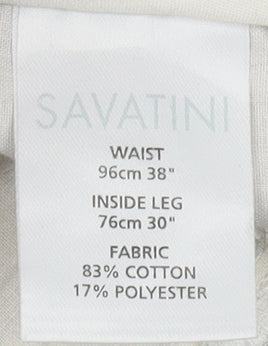 SAVATINI
WAIST
96cm 38"
INSIDE LEG
76cm 30"
FABRIC
83% COTTON
17% POLYESTER